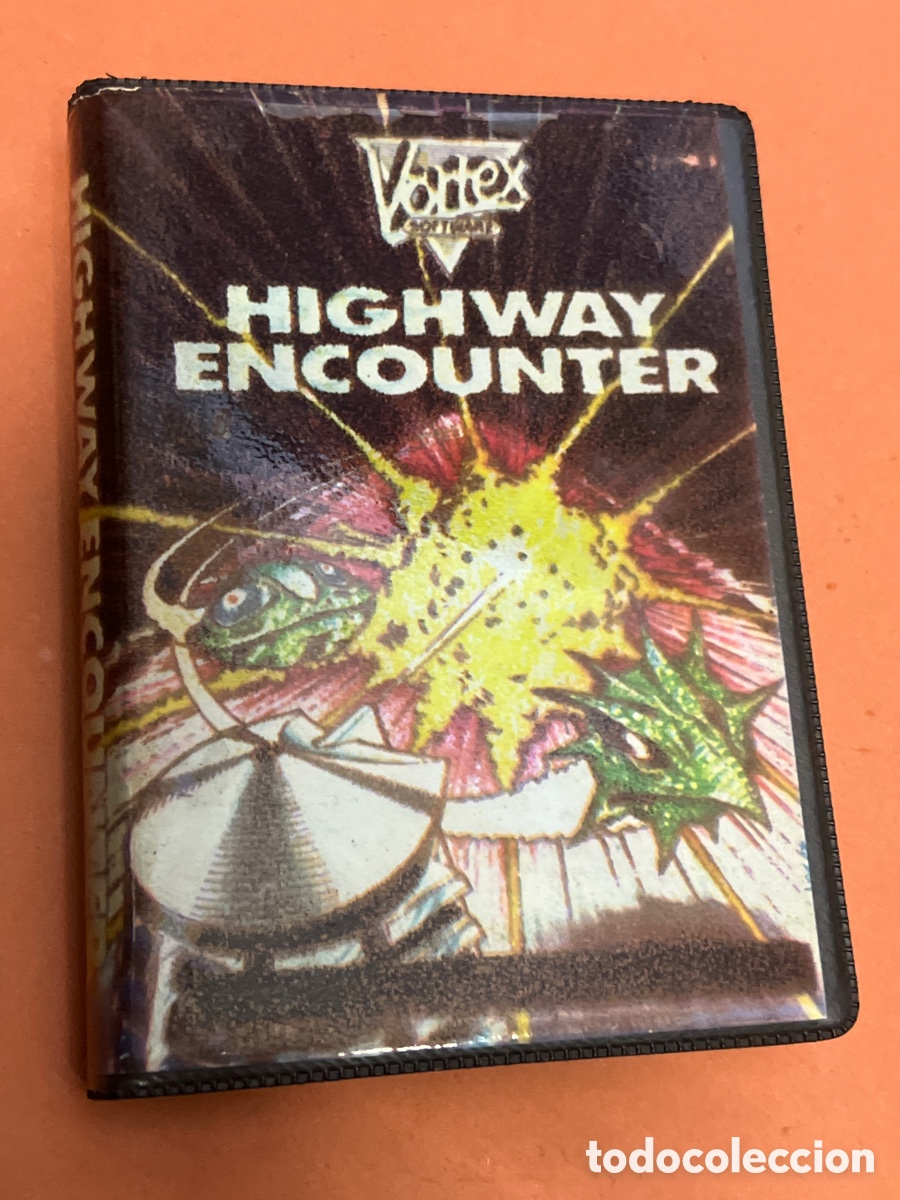 Vortex
SOFTWARE
HIGHWAY
ENCOUNTER
HIGHWAY ENCOUNTER
todocoleccion